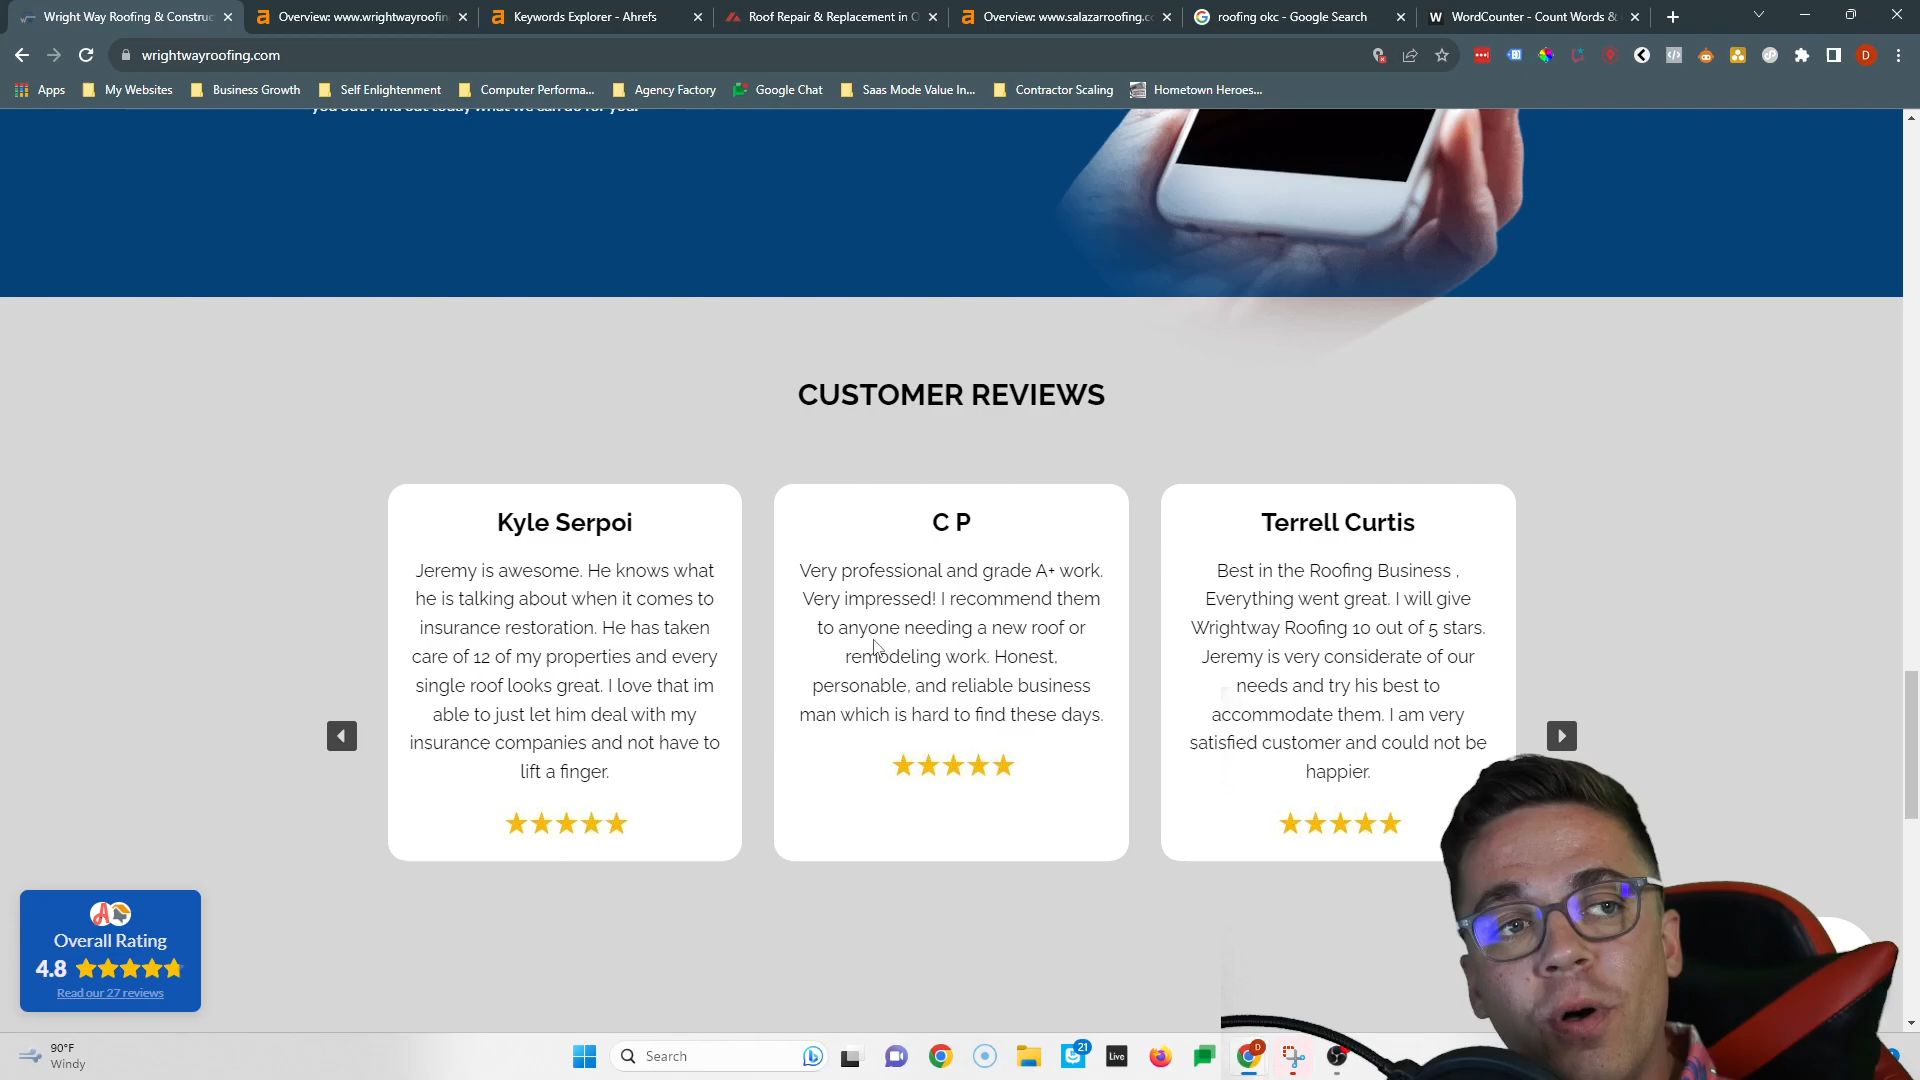 Wright Way Roofing & Construc
Overview: www.wrightwayroofin
Keywords Explorer - Ahrefs
Roof Repair & Replacement in O
Overview: www.salazarroofing.c
roofing okc - Google Search
WordCounter - Count Words &
wrightwayroofing.com
Apps
My Websites
Business Growth
Self Enlightenment
Computer Performa...
Agency Factory
Google Chat
Saas Mode Value In...
Contractor Scaling
Hometown Heroes...
CUSTOMER REVIEWS
Kyle Serpoi
Jeremy is awesome. He knows what
he is talking about when it comes to
insurance restoration. He has taken
care of 12 of my properties and every
single roof looks great. I love that im
able to just let him deal with my
insurance companies and not have to
lift a finger.
C P
Very professional and grade A+ work.
Very impressed! I recommend them
to anyone needing a new roof or
remodeling work. Honest,
personable, and reliable business
man which is hard to find these days.
Terrell Curtis
Best in the Roofing Business ,
Everything went great. I will give
Wrightway Roofing 10 out of 5 stars.
Jeremy is very considerate of our
needs and try his best to
accommodate them. I am very
satisfied customer and could not be
happier.
Overall Rating
4.8
Read our 27 reviews
90°F
Windy
Search
21
Live
D